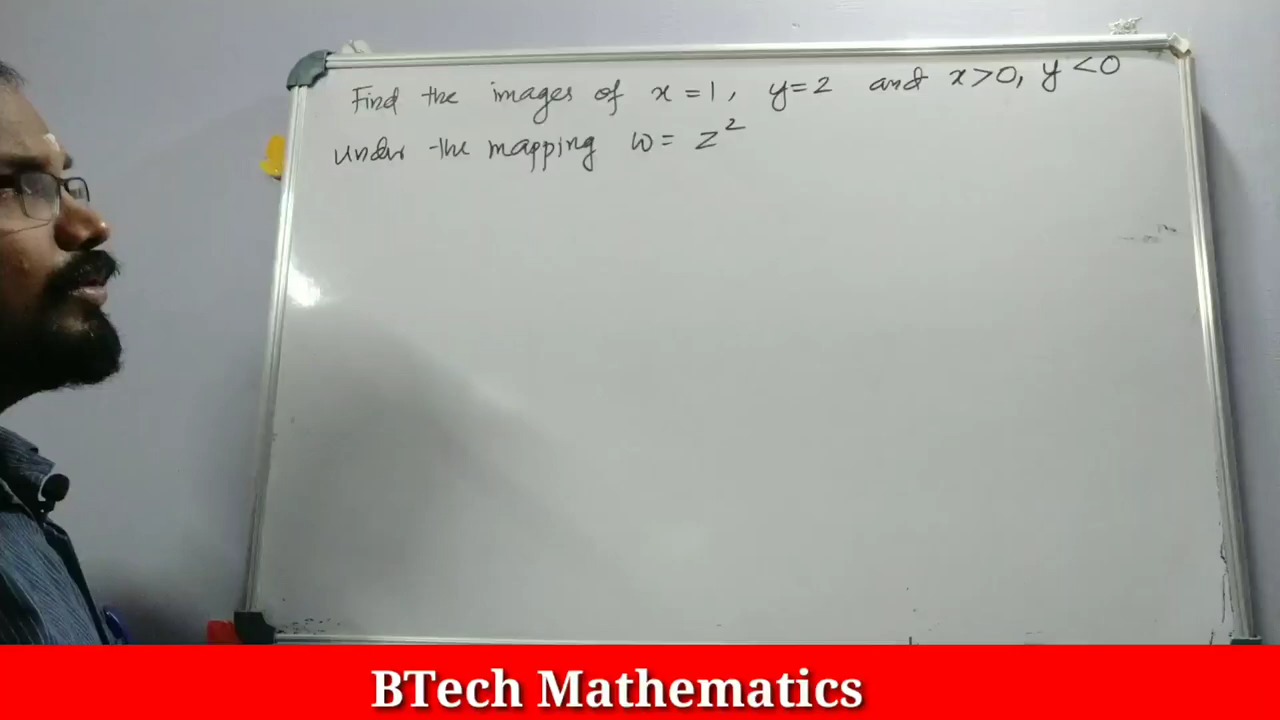 Find the images of x = 1, y = 2 and x > 0, y < 0
under the mapping w = z²
BTech Mathematics